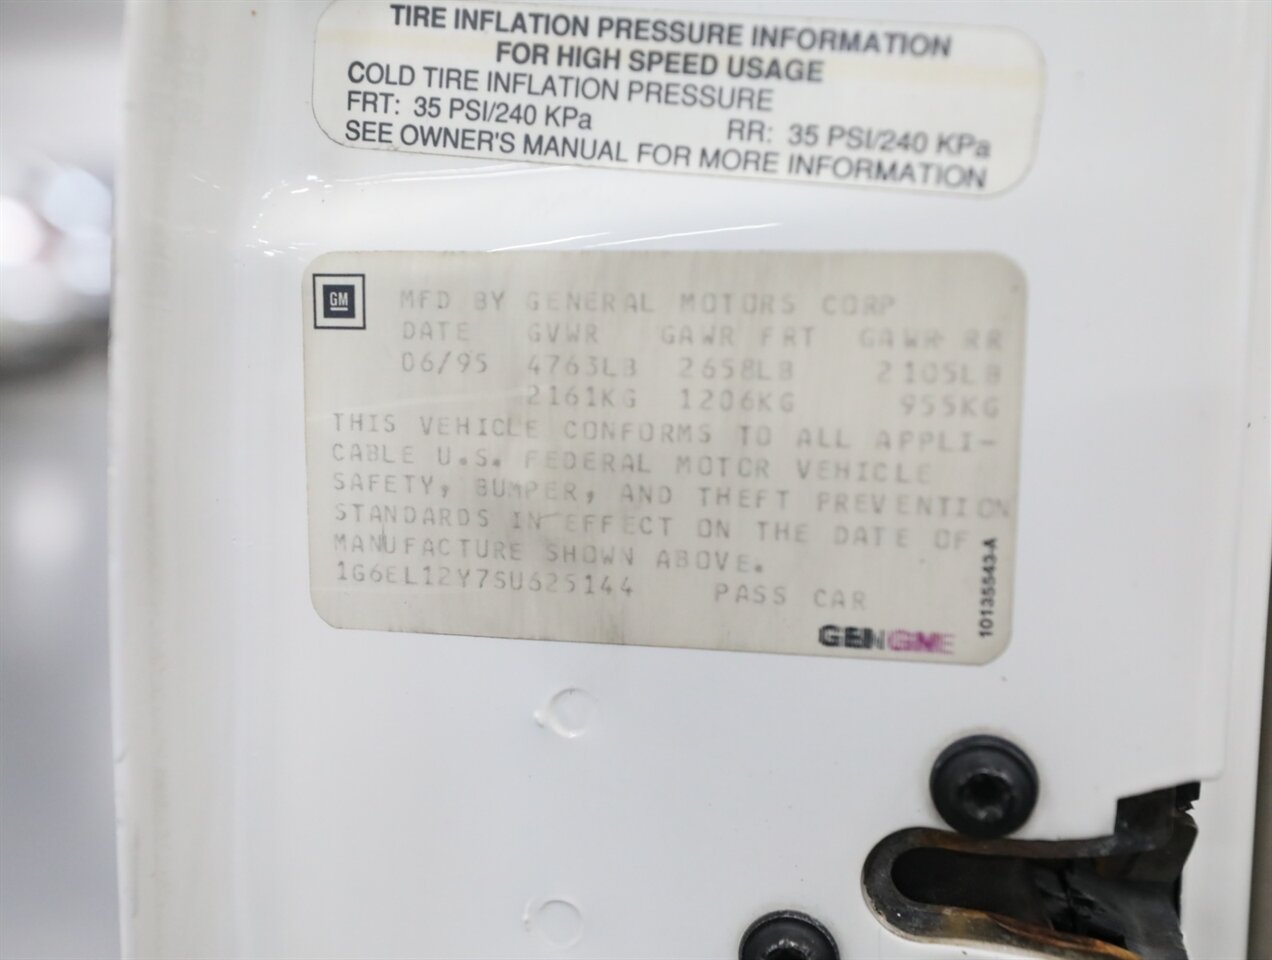 TIRE INFLATION PRESSURE INFORMATION
FOR HIGH SPEED USAGE
COLD TIRE INFLATION PRESSURE
FRT: 35 PSI/240 KPa RR: 35 PSI/240 KPa
SEE OWNER'S MANUAL FOR MORE INFORMATION
GM
MFD BY GENERAL MOTORS CORP
DATE GVWR GAWR FRT GAWR RR
06/95 4763LB 2658LB 2105LB
2161KG 1206KG 955KG
THIS VEHICLE CONFORMS TO ALL APPLI-
CABLE U.S. FEDERAL MOTOR VEHICLE
SAFETY, BUMPER, AND THEFT PREVENTION
STANDARDS IN EFFECT ON THE DATE OF
MANUFACTURE SHOWN ABOVE.
1G6EL12Y7SU625144 PASS CAR
GEN GME
10135543-A